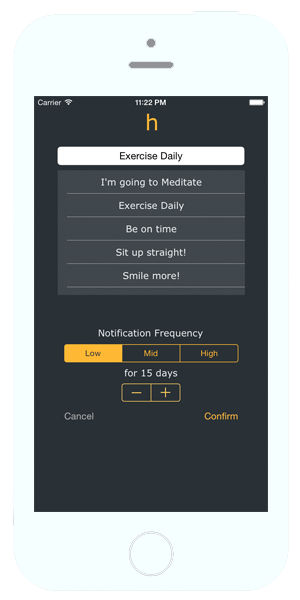 Carrier 11:22 PM
h
Exercise Daily
I'm going to Meditate
Exercise Daily
Be on time
Sit up straight!
Smile more!
Notification Frequency
Low Mid High
for 15 days
− +
Cancel Confirm